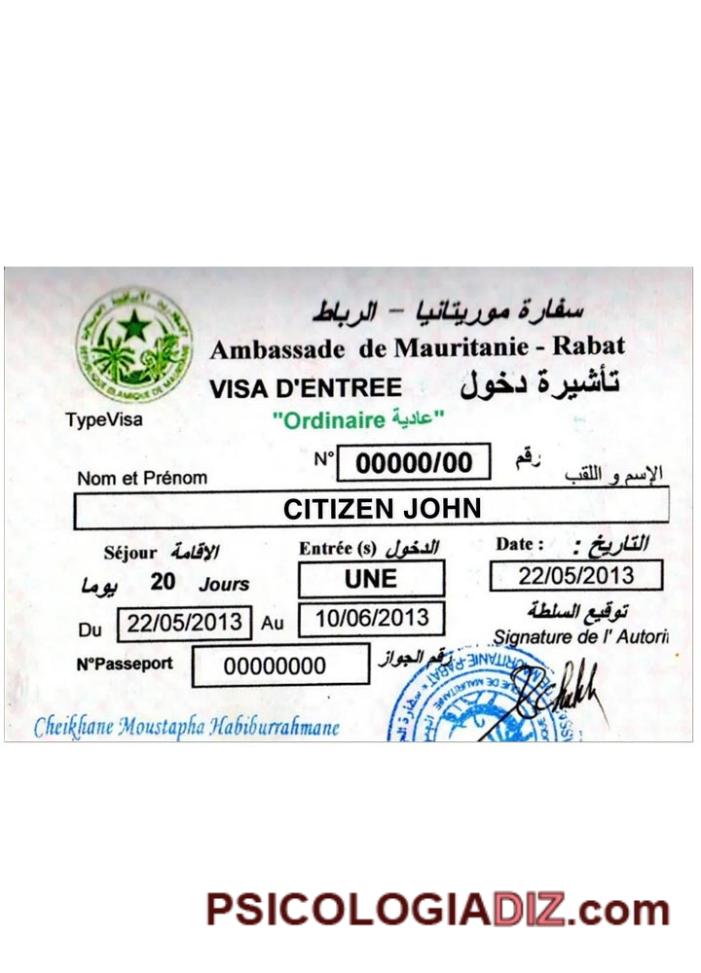 سفارة موريتانيا – الرباط
Ambassade de Mauritanie - Rabat
VISA D'ENTREE تأشيرة دخول
TypeVisa "Ordinaire عادية"
N° 00000/00 رقم
Nom et Prénom الإسم و اللقب
CITIZEN JOHN
Séjour الاقامة Entrée (s) الدخول Date : التاريخ :
يوما 20 Jours UNE 22/05/2013
Du 22/05/2013 Au 10/06/2013 توقيع السلطة
Signature de l' Autori
N°Passeport 00000000 رقم الجواز
Cheikhane Moustapha Habiburrahmane
PSICOLOGIADIZ.com